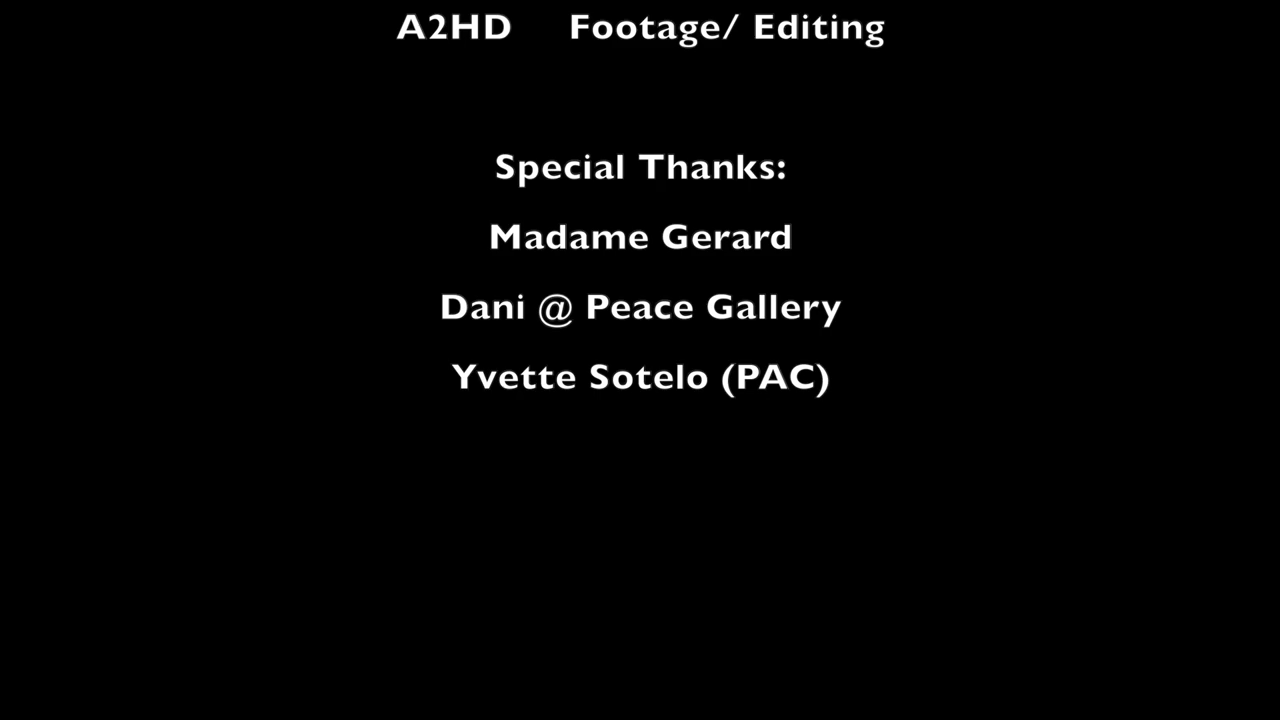 A2HD Footage/ Editing
Special Thanks:
Madame Gerard
Dani @ Peace Gallery
Yvette Sotelo (PAC)